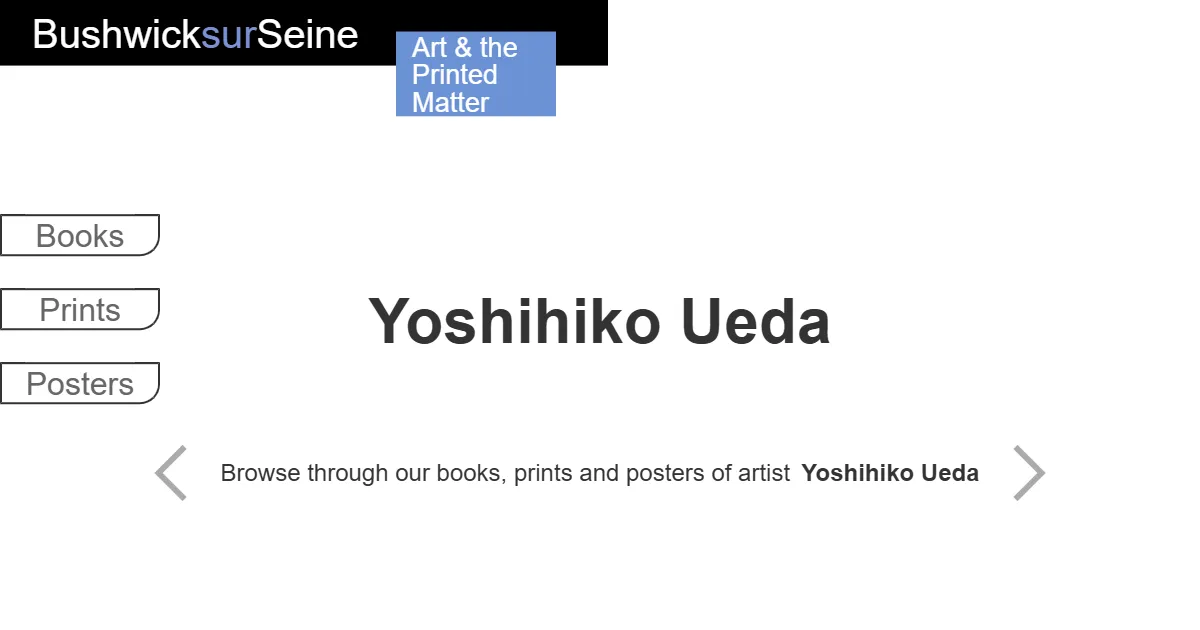 BushwicksurSeine
Art & the
Printed
Matter
Books
Prints
Posters
Yoshihiko Ueda
Browse through our books, prints and posters of artist Yoshihiko Ueda